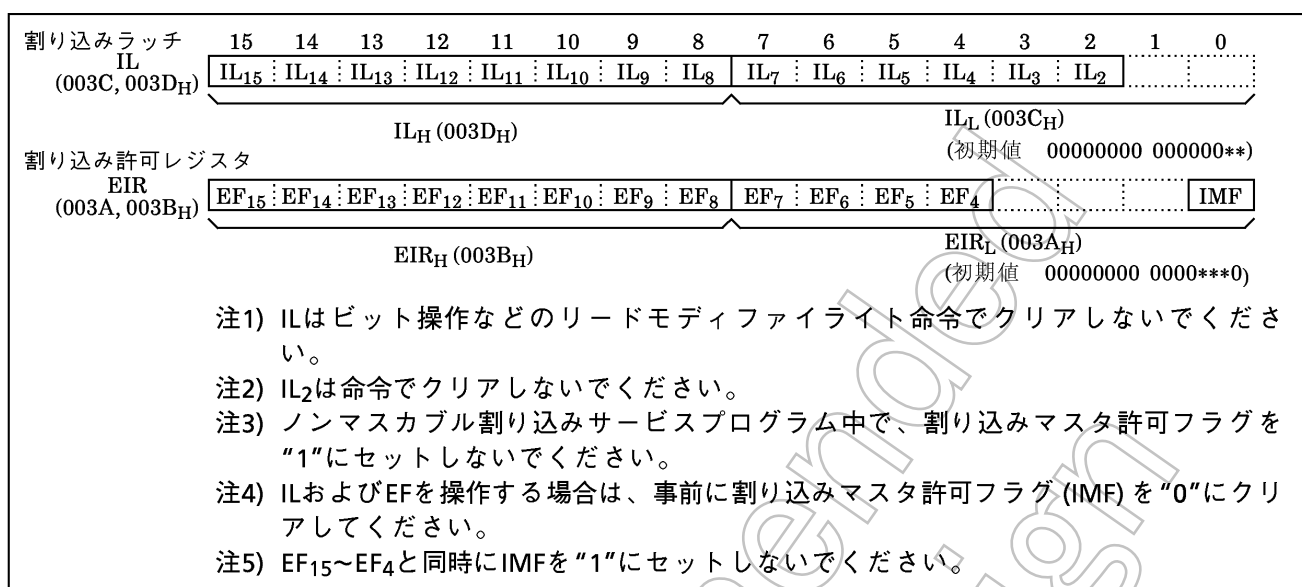 割り込みラッチ 15 14 13 12 11 10 9 8 7 6 5 4 3 2 1 0
IL
(003C, 003DH)
IL15 IL14 IL13 IL12 IL11 IL10 IL9 IL8 IL7 IL6 IL5 IL4 IL3 IL2
ILH (003DH)
ILL (003CH)
(初期値 00000000 000000**)
割り込み許可レジスタ
EIR
(003A, 003BH)
EF15 EF14 EF13 EF12 EF11 EF10 EF9 EF8 EF7 EF6 EF5 EF4 IMF
EIRH (003BH)
EIRL (003AH)
(初期値 00000000 0000***0)
注1) ILはビット操作などのリードモディファイライト命令でクリアしないでくださ
い。
注2) IL2は命令でクリアしないでください。
注3) ノンマスカブル割り込みサービスプログラム中で、割り込みマスタ許可フラグを
“1”にセットしないでください。
注4) ILおよびEFを操作する場合は、事前に割り込みマスタ許可フラグ (IMF) を“0”にクリ
アしてください。
注5) EF15~EF4と同時にIMFを“1”にセットしないでください。